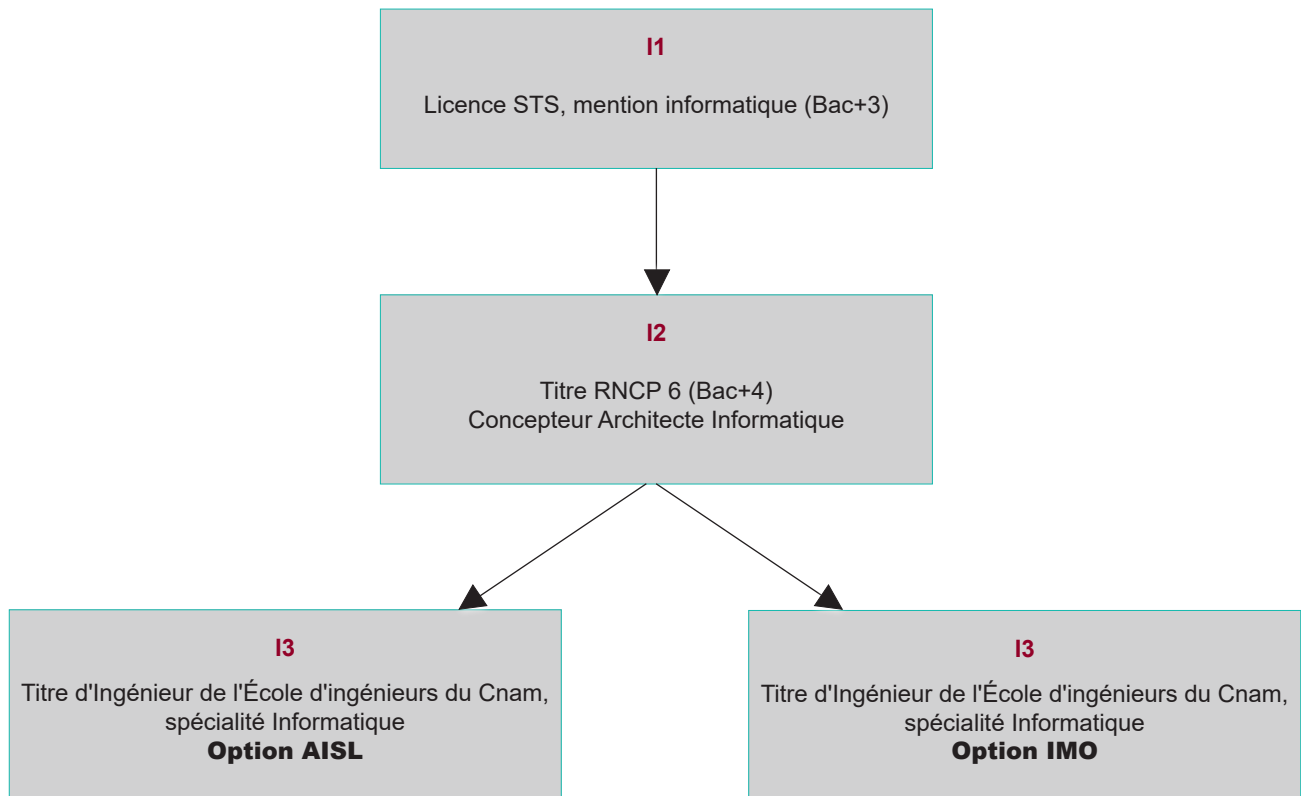 I1
Licence STS, mention informatique (Bac+3)
I2
Titre RNCP 6 (Bac+4)
Concepteur Architecte Informatique
I3
Titre d'Ingénieur de l'École d'ingénieurs du Cnam,
spécialité Informatique
Option AISL
I3
Titre d'Ingénieur de l'École d'ingénieurs du Cnam,
spécialité Informatique
Option IMO